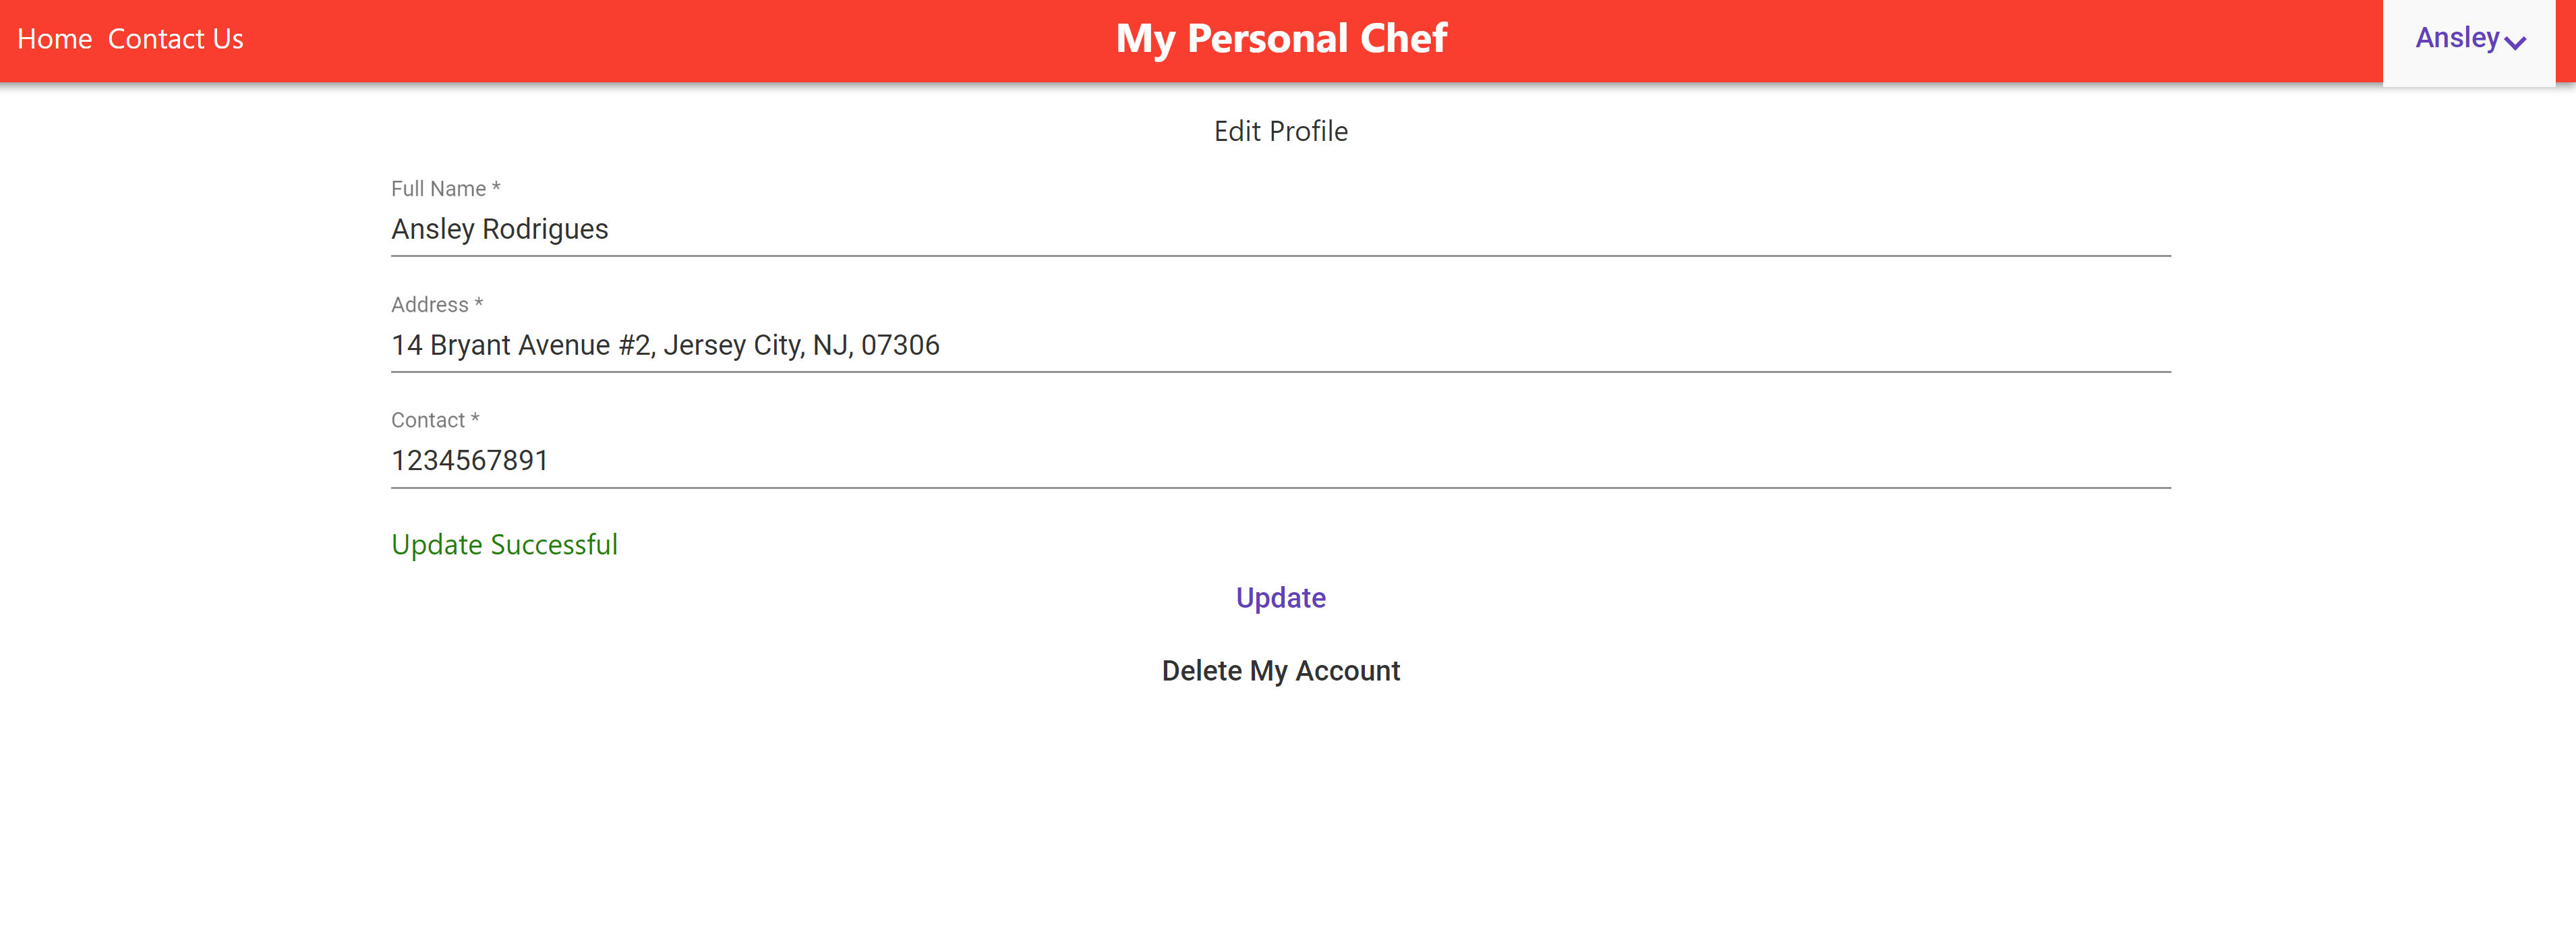 Home Contact Us My Personal Chef Ansley
Edit Profile
Full Name *
Ansley Rodrigues
Address *
14 Bryant Avenue #2, Jersey City, NJ, 07306
Contact *
1234567891
Update Successful
Update
Delete My Account